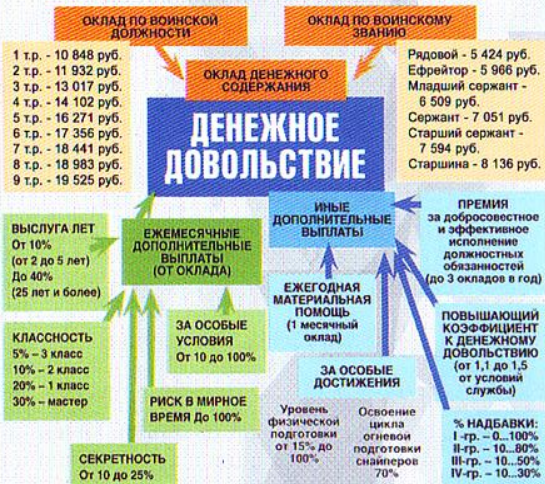 ОКЛАД ПО ВОИНСКОЙ
ДОЛЖНОСТИ
ОКЛАД ПО ВОИНСКОМУ
ЗВАНИЮ
1 т.р. - 10 848 руб.
2 т.р. - 11 932 руб.
3 т.р. - 13 017 руб.
4 т.р. - 14 102 руб.
5 т.р. - 16 271 руб.
6 т.р. - 17 356 руб.
7 т.р. - 18 441 руб.
8 т.р. - 18 983 руб.
9 т.р. - 19 525 руб.
ОКЛАД ДЕНЕЖНОГО
СОДЕРЖАНИЯ
Рядовой - 5 424 руб.
Ефрейтор - 5 966 руб.
Младший сержант -
6 509 руб.
Сержант - 7 051 руб.
Старший сержант -
7 594 руб.
Старшина - 8 136 руб.
ДЕНЕЖНОЕ
ДОВОЛЬСТВИЕ
ВЫСЛУГА ЛЕТ
От 10%
(от 2 до 5 лет)
До 40%
(25 лет и более)
ЕЖЕМЕСЯЧНЫЕ
ДОПОЛНИТЕЛЬНЫЕ
ВЫПЛАТЫ
(ОТ ОКЛАДА)
ИНЫЕ
ДОПОЛНИТЕЛЬНЫЕ
ВЫПЛАТЫ
ПРЕМИЯ
за добросовестное
и эффективное
исполнение
должностных
обязанностей
(до 3 окладов в год)
КЛАССНОСТЬ
5% – 3 класс
10% – 2 класс
20% – 1 класс
30% – мастер
ЗА ОСОБЫЕ
УСЛОВИЯ
От 10 до 100%
ЕЖЕГОДНАЯ
МАТЕРИАЛЬНАЯ
ПОМОЩЬ
(1 месячный
оклад)
ПОВЫШАЮЩИЙ
КОЭФФИЦИЕНТ
К ДЕНЕЖНОМУ
ДОВОЛЬСТВИЮ
(от 1,1 до 1,5
от условий
службы)
РИСК В МИРНОЕ
ВРЕМЯ До 100%
ЗА ОСОБЫЕ
ДОСТИЖЕНИЯ
СЕКРЕТНОСТЬ
От 10 до 25%
Уровень
физической
подготовки
от 15% до
100%
Освоение
цикла
огневой
подготовки
снайперов
70%
% НАДБАВКИ:
I -гр. – 0...100%
II-гр. – 10...80%
III-гр. – 10...50%
IV-гр. – 10...30%